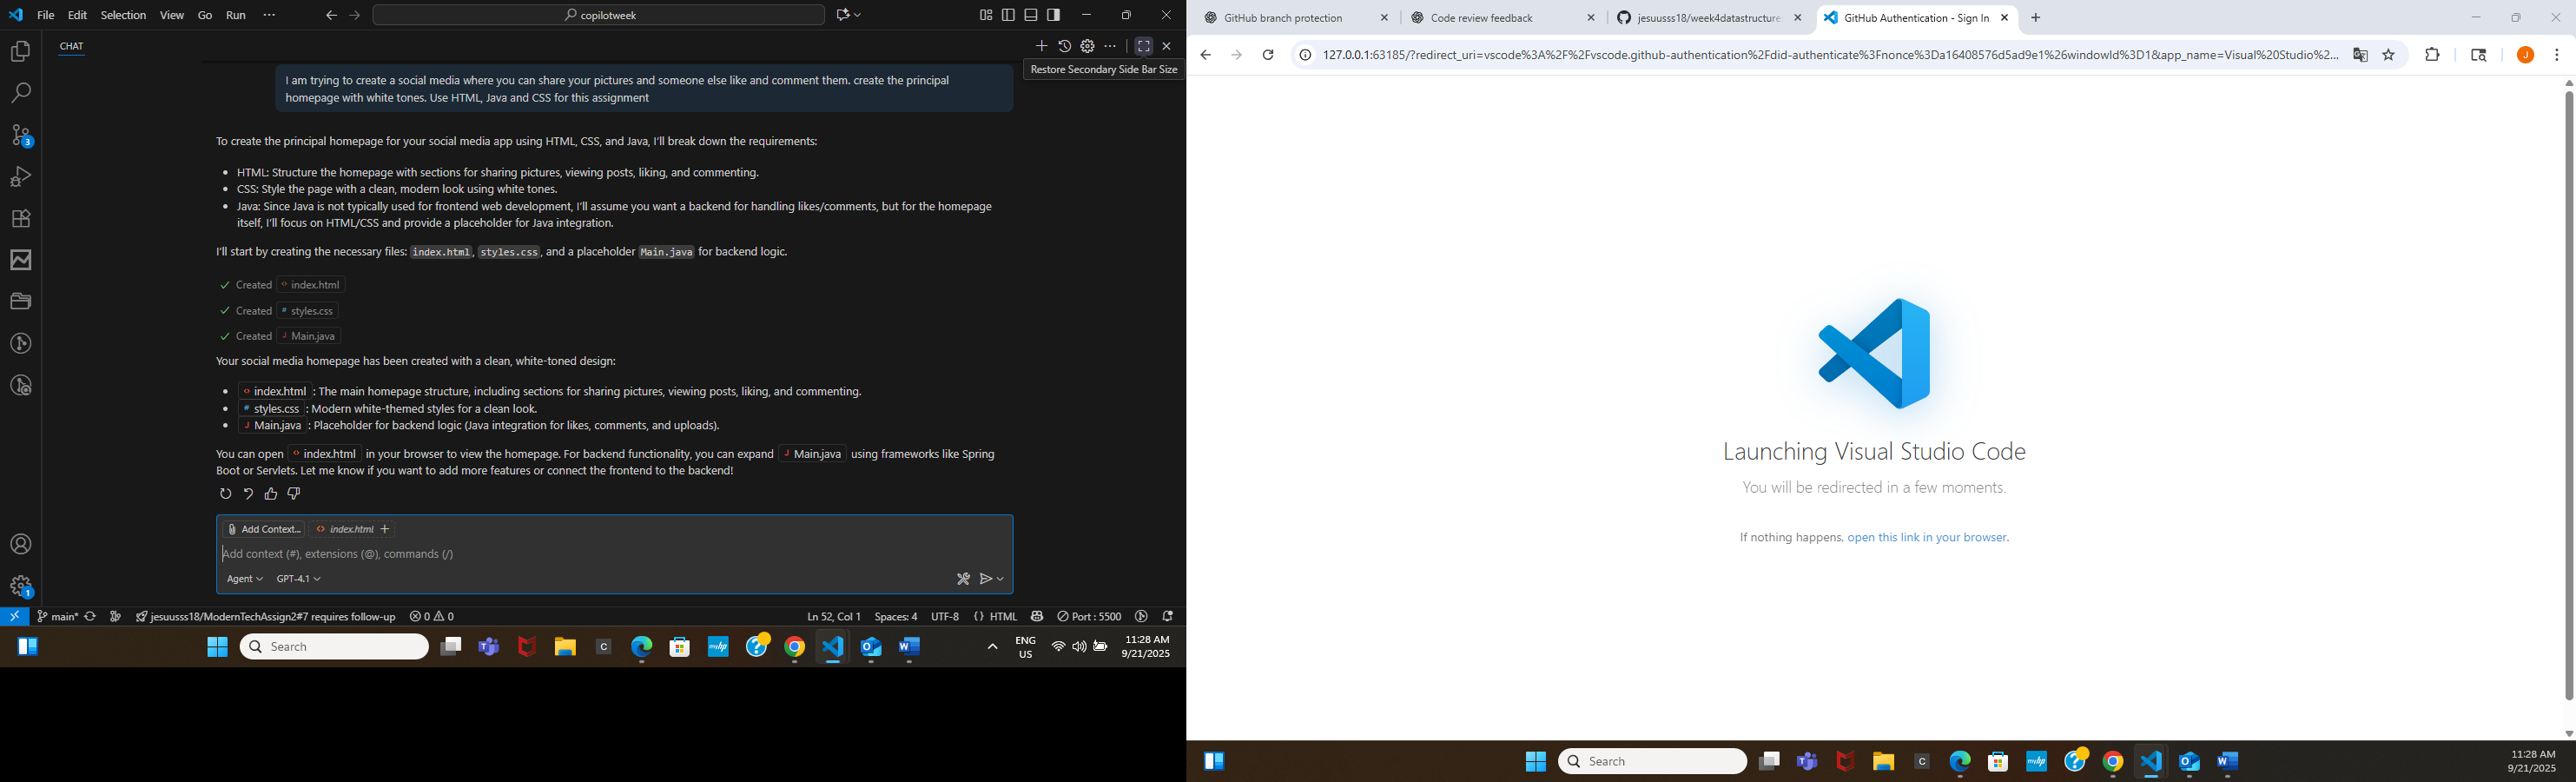 File Edit Selection View Go Run ··· copilotweek
CHAT
Restore Secondary Side Bar Size
I am trying to create a social media where you can share your pictures and someone else like and comment them. create the principal
homepage with white tones. Use HTML, Java and CSS for this assignment
To create the principal homepage for your social media app using HTML, CSS, and Java, I'll break down the requirements:
• HTML: Structure the homepage with sections for sharing pictures, viewing posts, liking, and commenting.
• CSS: Style the page with a clean, modern look using white tones.
• Java: Since Java is not typically used for frontend web development, I'll assume you want a backend for handling likes/comments, but for the homepage
itself, I'll focus on HTML/CSS and provide a placeholder for Java integration.
I'll start by creating the necessary files: index.html, styles.css, and a placeholder Main.java for backend logic.
Created index.html
Created # styles.css
Created J Main.java
Your social media homepage has been created with a clean, white-toned design:
• index.html : The main homepage structure, including sections for sharing pictures, viewing posts, liking, and commenting.
• # styles.css : Modern white-themed styles for a clean look.
• J Main.java : Placeholder for backend logic (Java integration for likes, comments, and uploads).
You can open index.html in your browser to view the homepage. For backend functionality, you can expand J Main.java using frameworks like Spring
Boot or Servlets. Let me know if you want to add more features or connect the frontend to the backend!
Add Context... index.html +
Add context (#), extensions (@), commands (/)
Agent GPT-4.1
3
1
main* jesuusss18/ModernTechAssign2#7 requires follow-up 0 0 Ln 52, Col 1 Spaces: 4 UTF-8 {} HTML Port : 5500
Search
ENG
US
11:28 AM
9/21/2025
GitHub branch protection
Code review feedback
jesuusss18/week4datastructure
GitHub Authentication - Sign In
127.0.0.1:63185/?redirect_uri=vscode%3A%2F%2Fvscode.github-authentication%2Fdid-authenticate%3Fnonce%3Da16408576d5ad9e1%26windowId%3D1&app_name=Visual%20Studio%2...
J
Launching Visual Studio Code
You will be redirected in a few moments.
If nothing happens, open this link in your browser.
Search
11:28 AM
9/21/2025